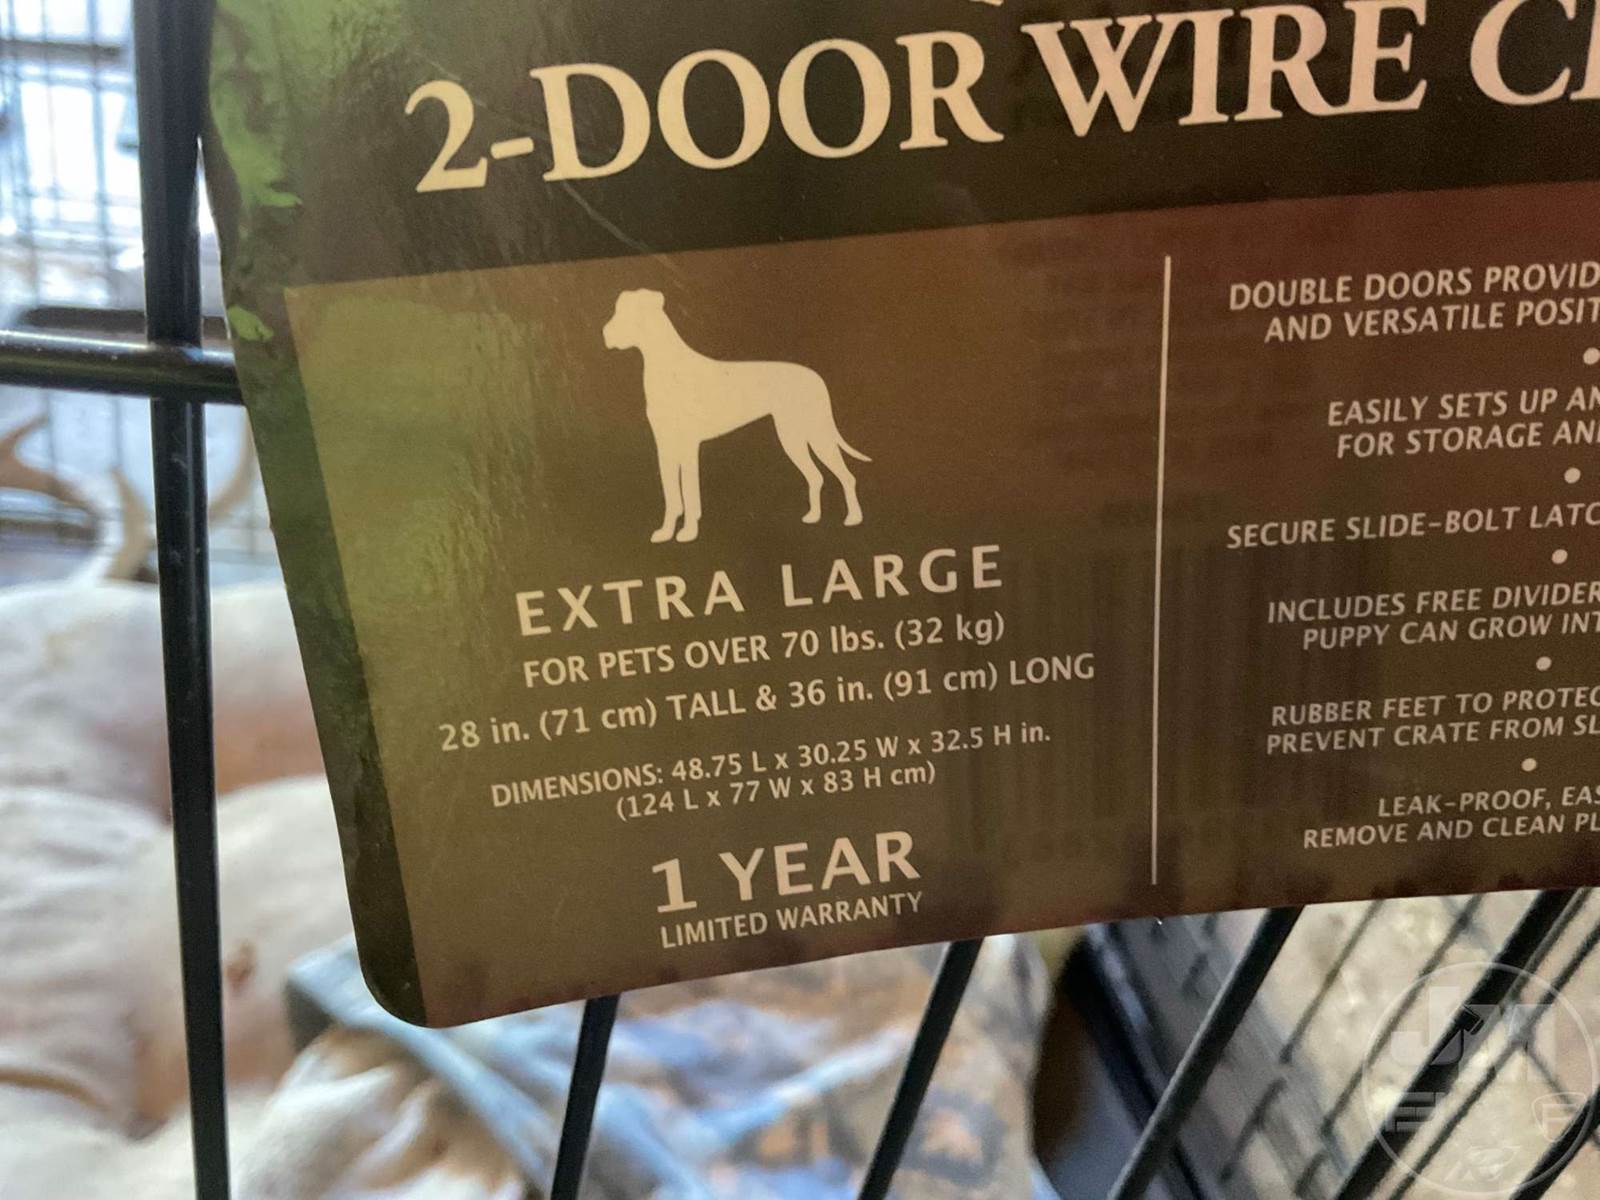 2-DOOR WIRE
EXTRA LARGE
FOR PETS OVER 70 lbs. (32 kg)
28 in. (71 cm) TALL & 36 in. (91 cm) LONG
DIMENSIONS: 48.75 L x 30.25 W x 32.5 H in.
(124 L x 77 W x 83 H cm)
1 YEAR
LIMITED WARRANTY
DOUBLE DOORS PROVID
AND VERSATILE POSIT
•
EASILY SETS UP AN
FOR STORAGE AN
•
SECURE SLIDE-BOLT LATC
•
INCLUDES FREE DIVIDER
PUPPY CAN GROW INT
•
RUBBER FEET TO PROTEC
PREVENT CRATE FROM SL
•
LEAK-PROOF, EAS
REMOVE AND CLEAN PL